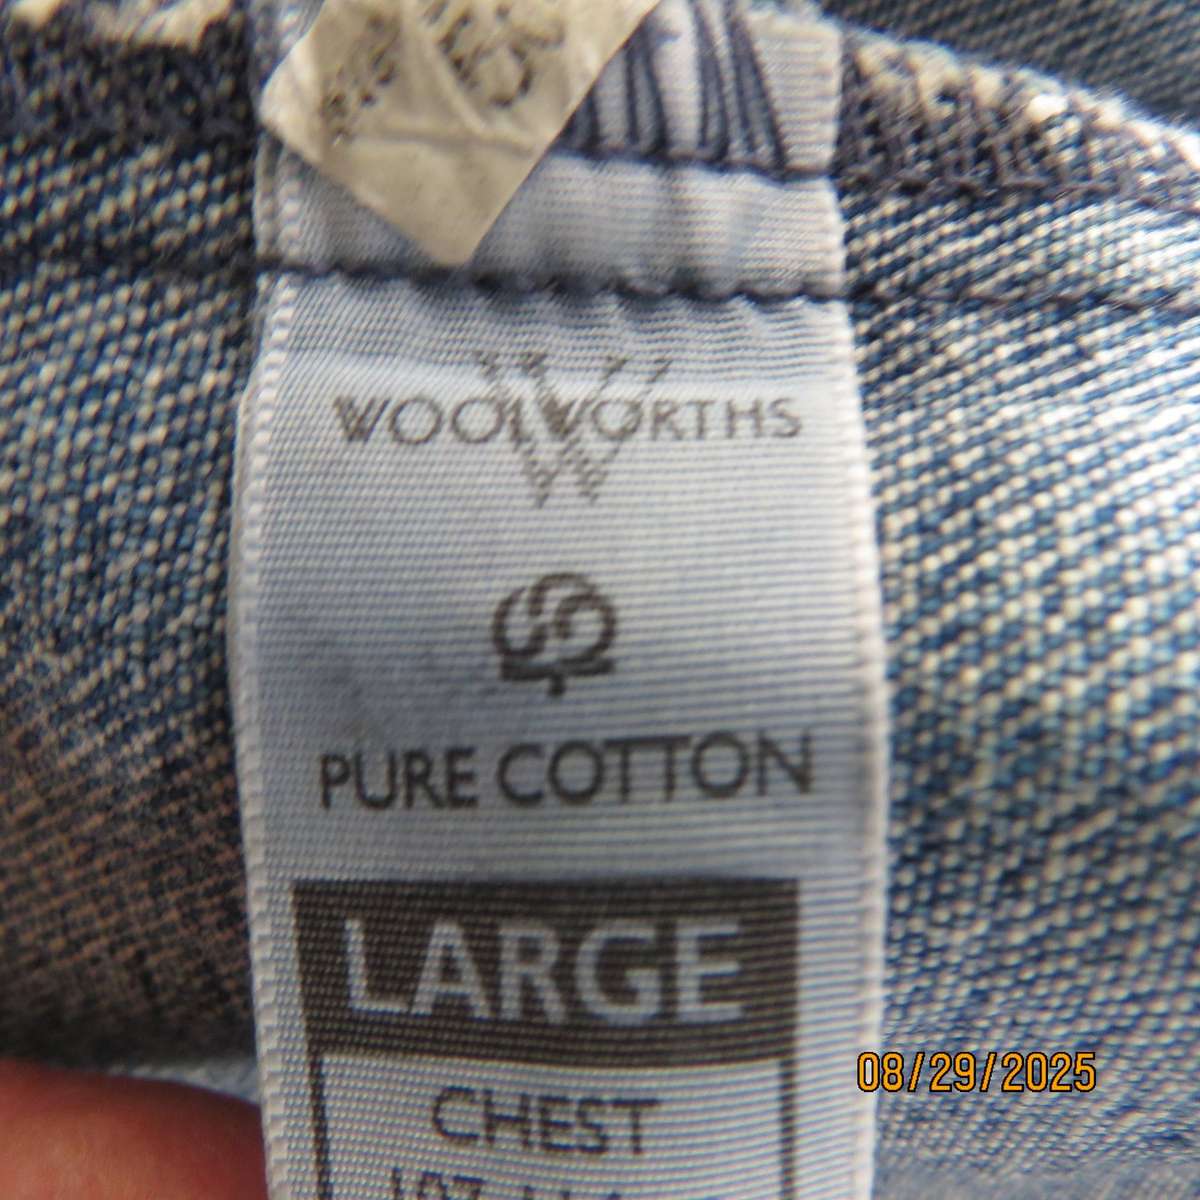 WOOLWORTHS
PURE COTTON
LARGE
CHEST
08/29/2025